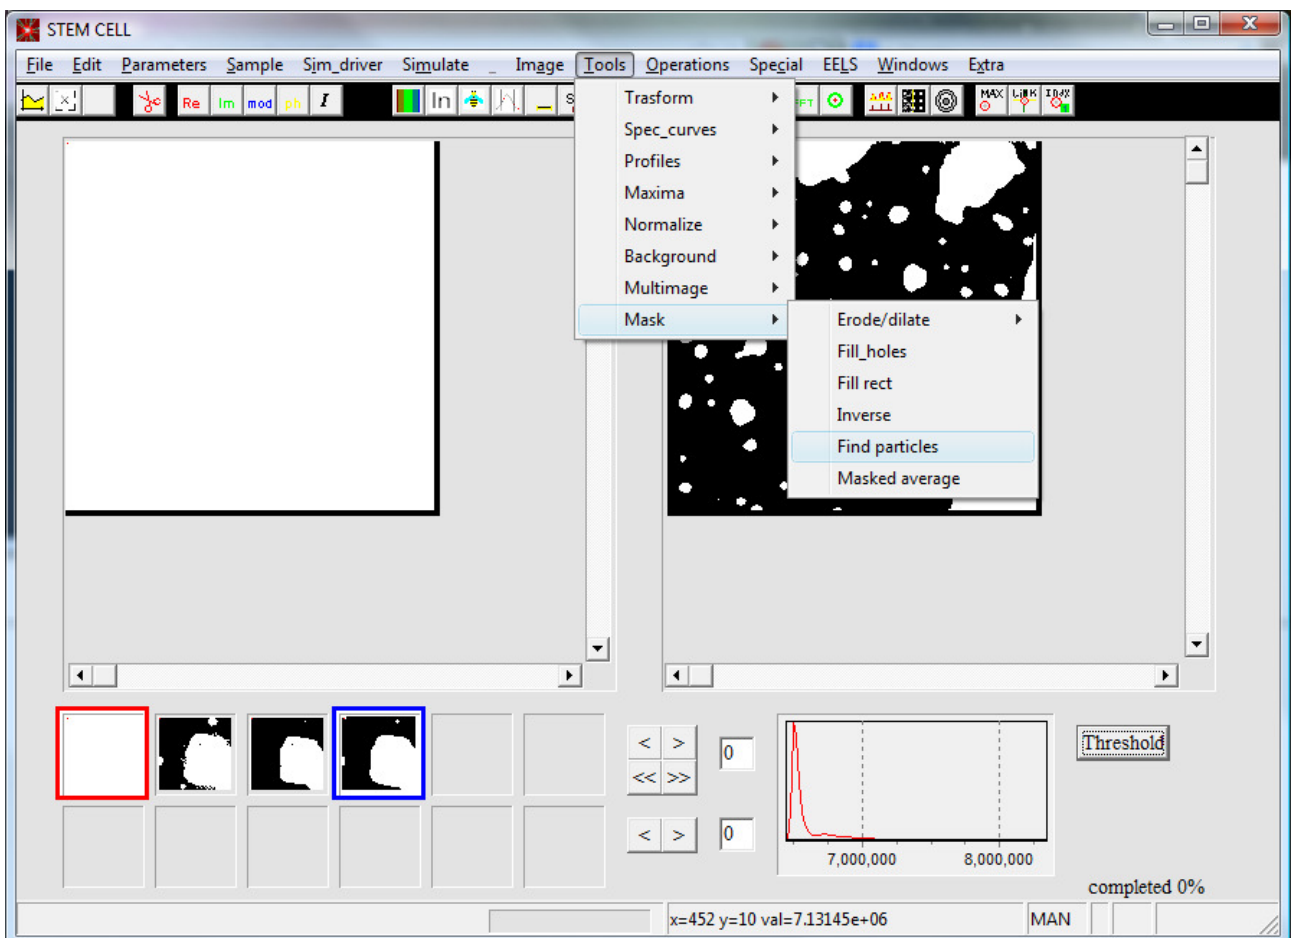 STEM CELL
File Edit Parameters Sample Sim_driver Simulate _ Image Tools Operations Special EELS Windows Extra
Re Im mod ph I In MAX LiNK IndX
Trasform
Spec_curves
Profiles
Maxima
Normalize
Background
Multimage
Mask
Erode/dilate
Fill_holes
Fill rect
Inverse
Find particles
Masked average
< > 0
<< >>
< > 0
Threshold
7,000,000 8,000,000
completed 0%
x=452 y=10 val=7.13145e+06 MAN